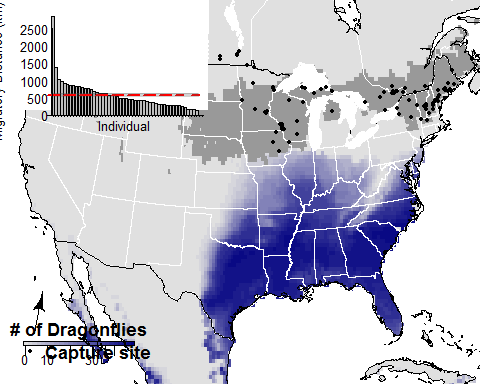 Migratory Distance (km)
2500
2000
1500
1000
500
0
Individual
# of Dragonflies
0 10 30
Capture site